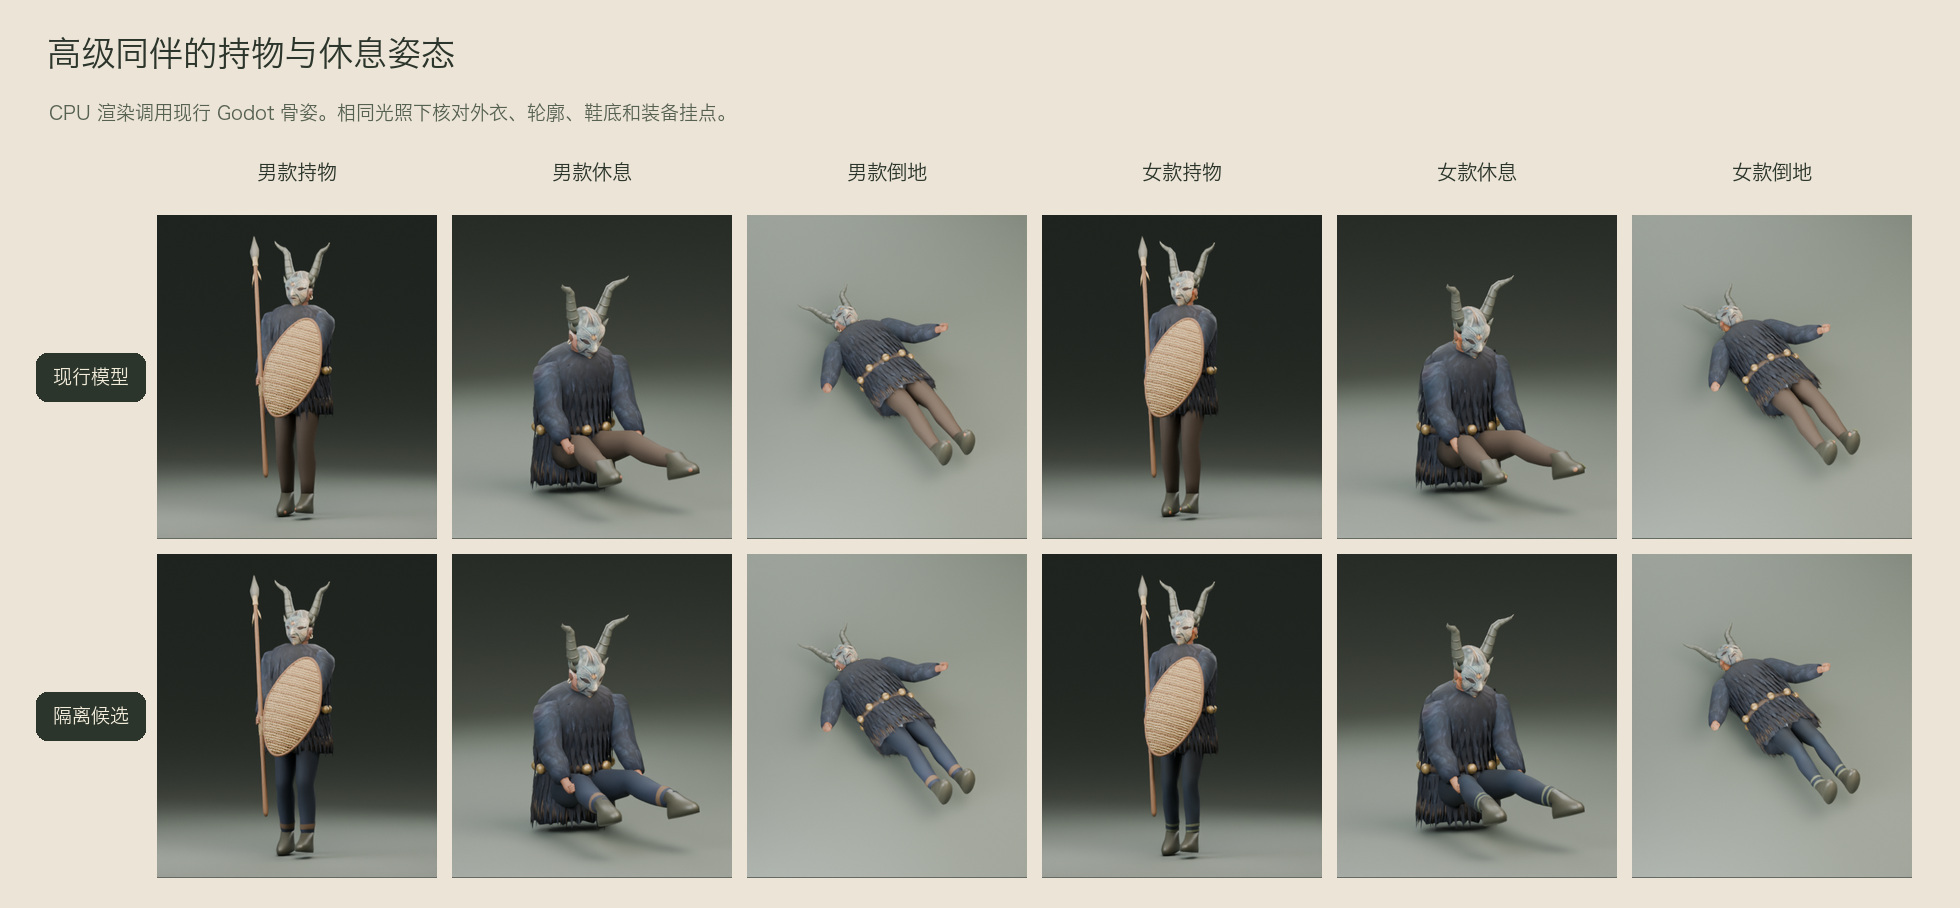 高级同伴的持物与休息姿态
CPU 渲染调用现行 Godot 骨姿。相同光照下核对外衣、轮廓、鞋底和装备挂点。
男款持物 男款休息 男款倒地 女款持物 女款休息 女款倒地
现行模型
隔离候选